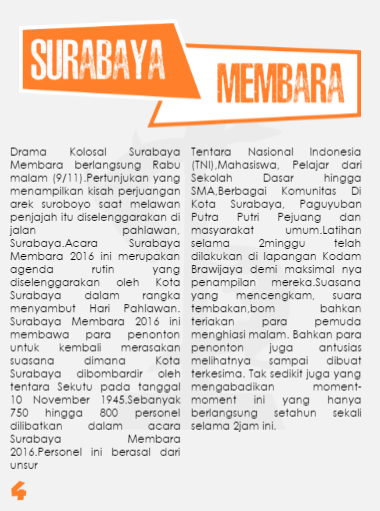 SURABAYA
MEMBARA
Drama Kolosal Surabaya
Membara berlangsung Rabu
malam (9/11).Pertunjukan yang
menampilkan kisah perjuangan
arek suroboyo saat melawan
penjajah itu diselenggarakan di
jalan pahlawan,
Surabaya.Acara Surabaya
Membara 2016 ini merupakan
agenda rutin yang
diselenggarakan oleh Kota
Surabaya dalam rangka
menyambut Hari Pahlawan.
Surabaya Membara 2016 ini
membawa para penonton
untuk kembali merasakan
suasana dimana Kota
Surabaya dibombardir oleh
tentara Sekutu pada tanggal
10 November 1945.Sebanyak
750 hingga 800 personel
dilibatkan dalam acara
Surabaya Membara
2016.Personel ini berasal dari
unsur
Tentara Nasional Indonesia
(TNI),Mahasiswa, Pelajar dari
Sekolah Dasar hingga
SMA,Berbagai Komunitas Di
Kota Surabaya, Paguyuban
Putra Putri Pejuang dan
masyarakat umum.Latihan
selama 2minggu telah
dilakukan di lapangan Kodam
Brawijaya demi maksimal nya
penampilan mereka.Suasana
yang mencengkam, suara
tembakan,bom bahkan
teriakan para pemuda
menghiasi malam. Bahkan para
penonton juga antusias
melihatnya sampai dibuat
terkesima. Tak sedikit juga yang
mengabadikan moment-
moment ini yang hanya
berlangsung setahun sekali
selama 2jam ini.
4